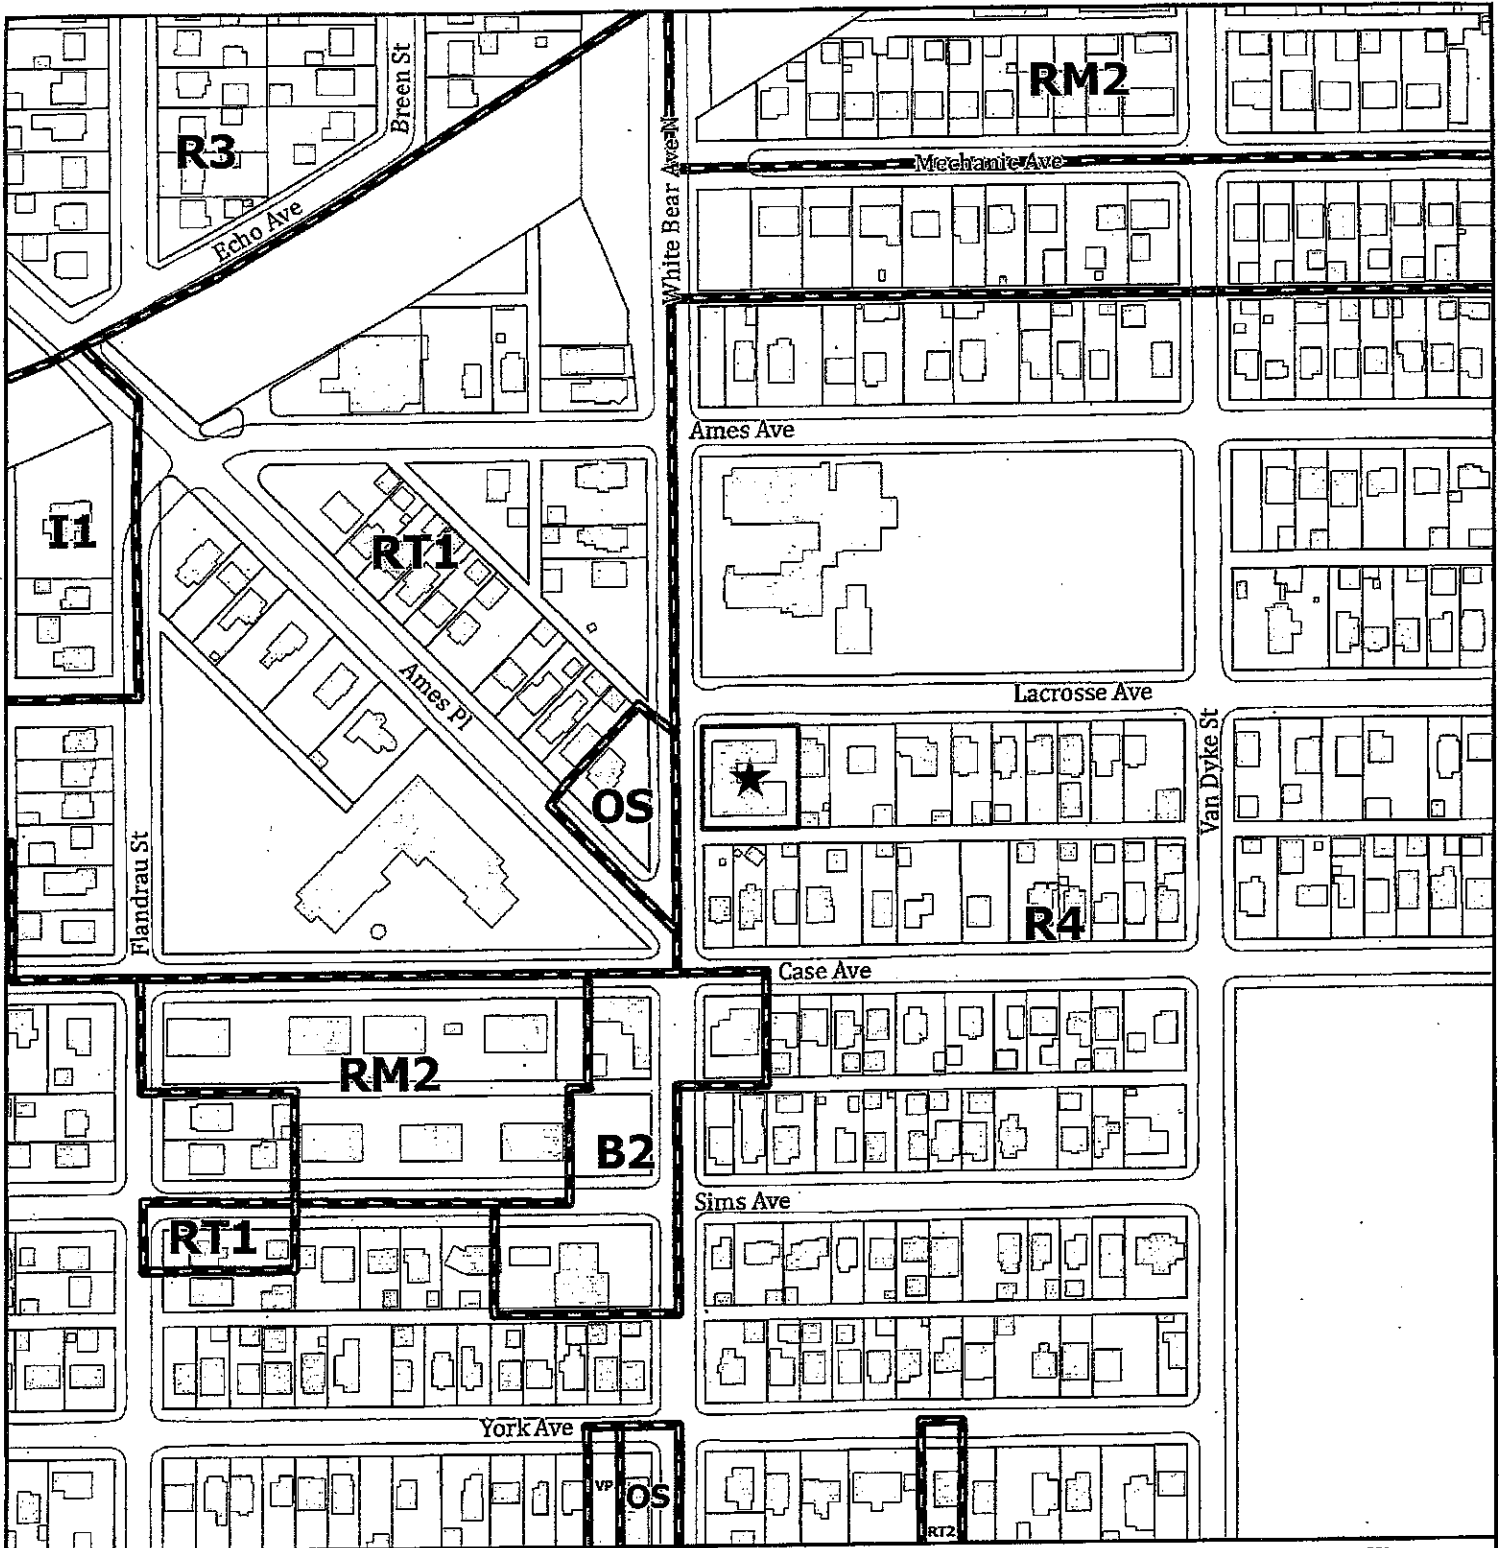 Breen St
RM2
R3
Mechanic Ave
White Bear Ave N
Echo Ave
Ames Ave
I1
RT1
Ames Pl
Lacrosse Ave
Van Dyke St
OS
Flandrau St
R4
Case Ave
RM2
B2
Sims Ave
RT1
York Ave
VP
OS
RT2